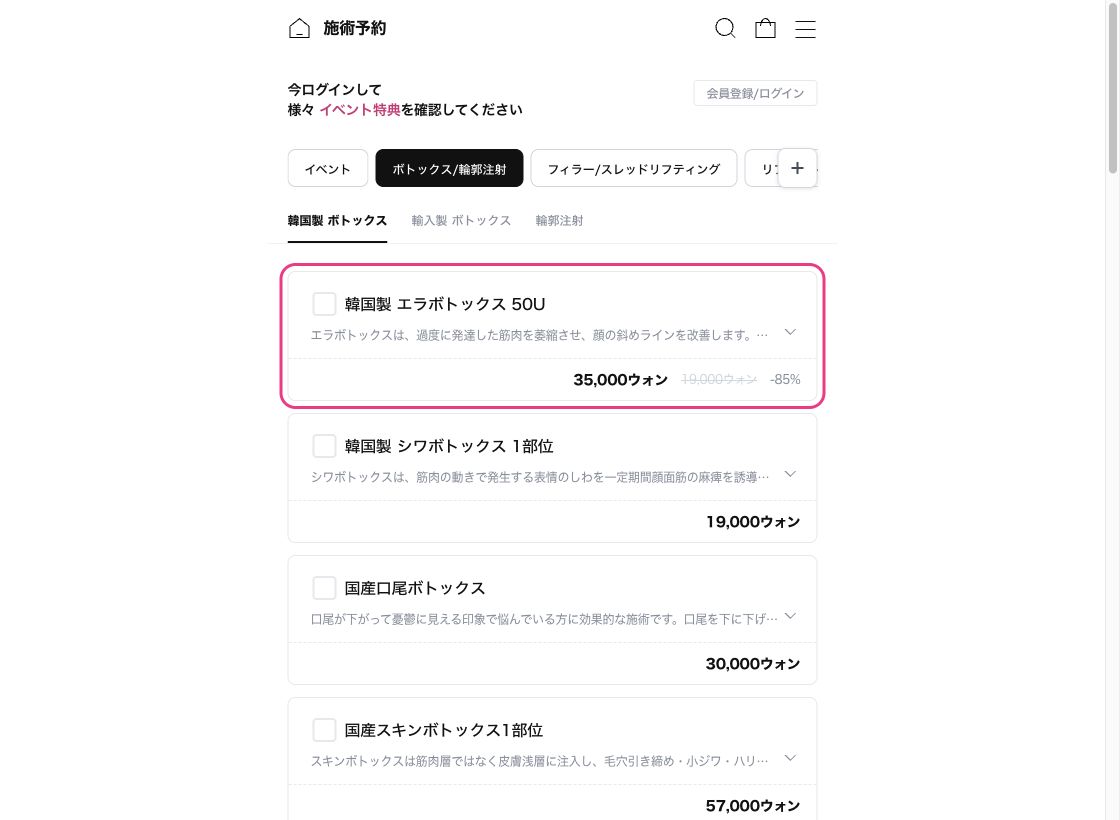 施術予約
今ログインして
様々 イベント特典を確認してください
会員登録/ログイン
イベント
ボトックス/輪郭注射
フィラー/スレッドリフティング
韓国製 ボトックス
輸入製 ボトックス
輪郭注射
韓国製 エラボトックス 50U
エラボトックスは、過度に発達した筋肉を萎縮させ、顔の斜めラインを改善します。…
35,000ウォン 19,000ウォン -85%
韓国製 シワボトックス 1部位
シワボトックスは、筋肉の動きで発生する表情のしわを一定期間顔面筋の麻痺を誘導…
19,000ウォン
国産口尾ボトックス
口尾が下がって憂鬱に見える印象で悩んでいる方に効果的な施術です。口尾を下に下げ…
30,000ウォン
国産スキンボトックス1部位
スキンボトックスは筋肉層ではなく皮膚浅層に注入し、毛穴引き締め・小ジワ・ハリ…
57,000ウォン